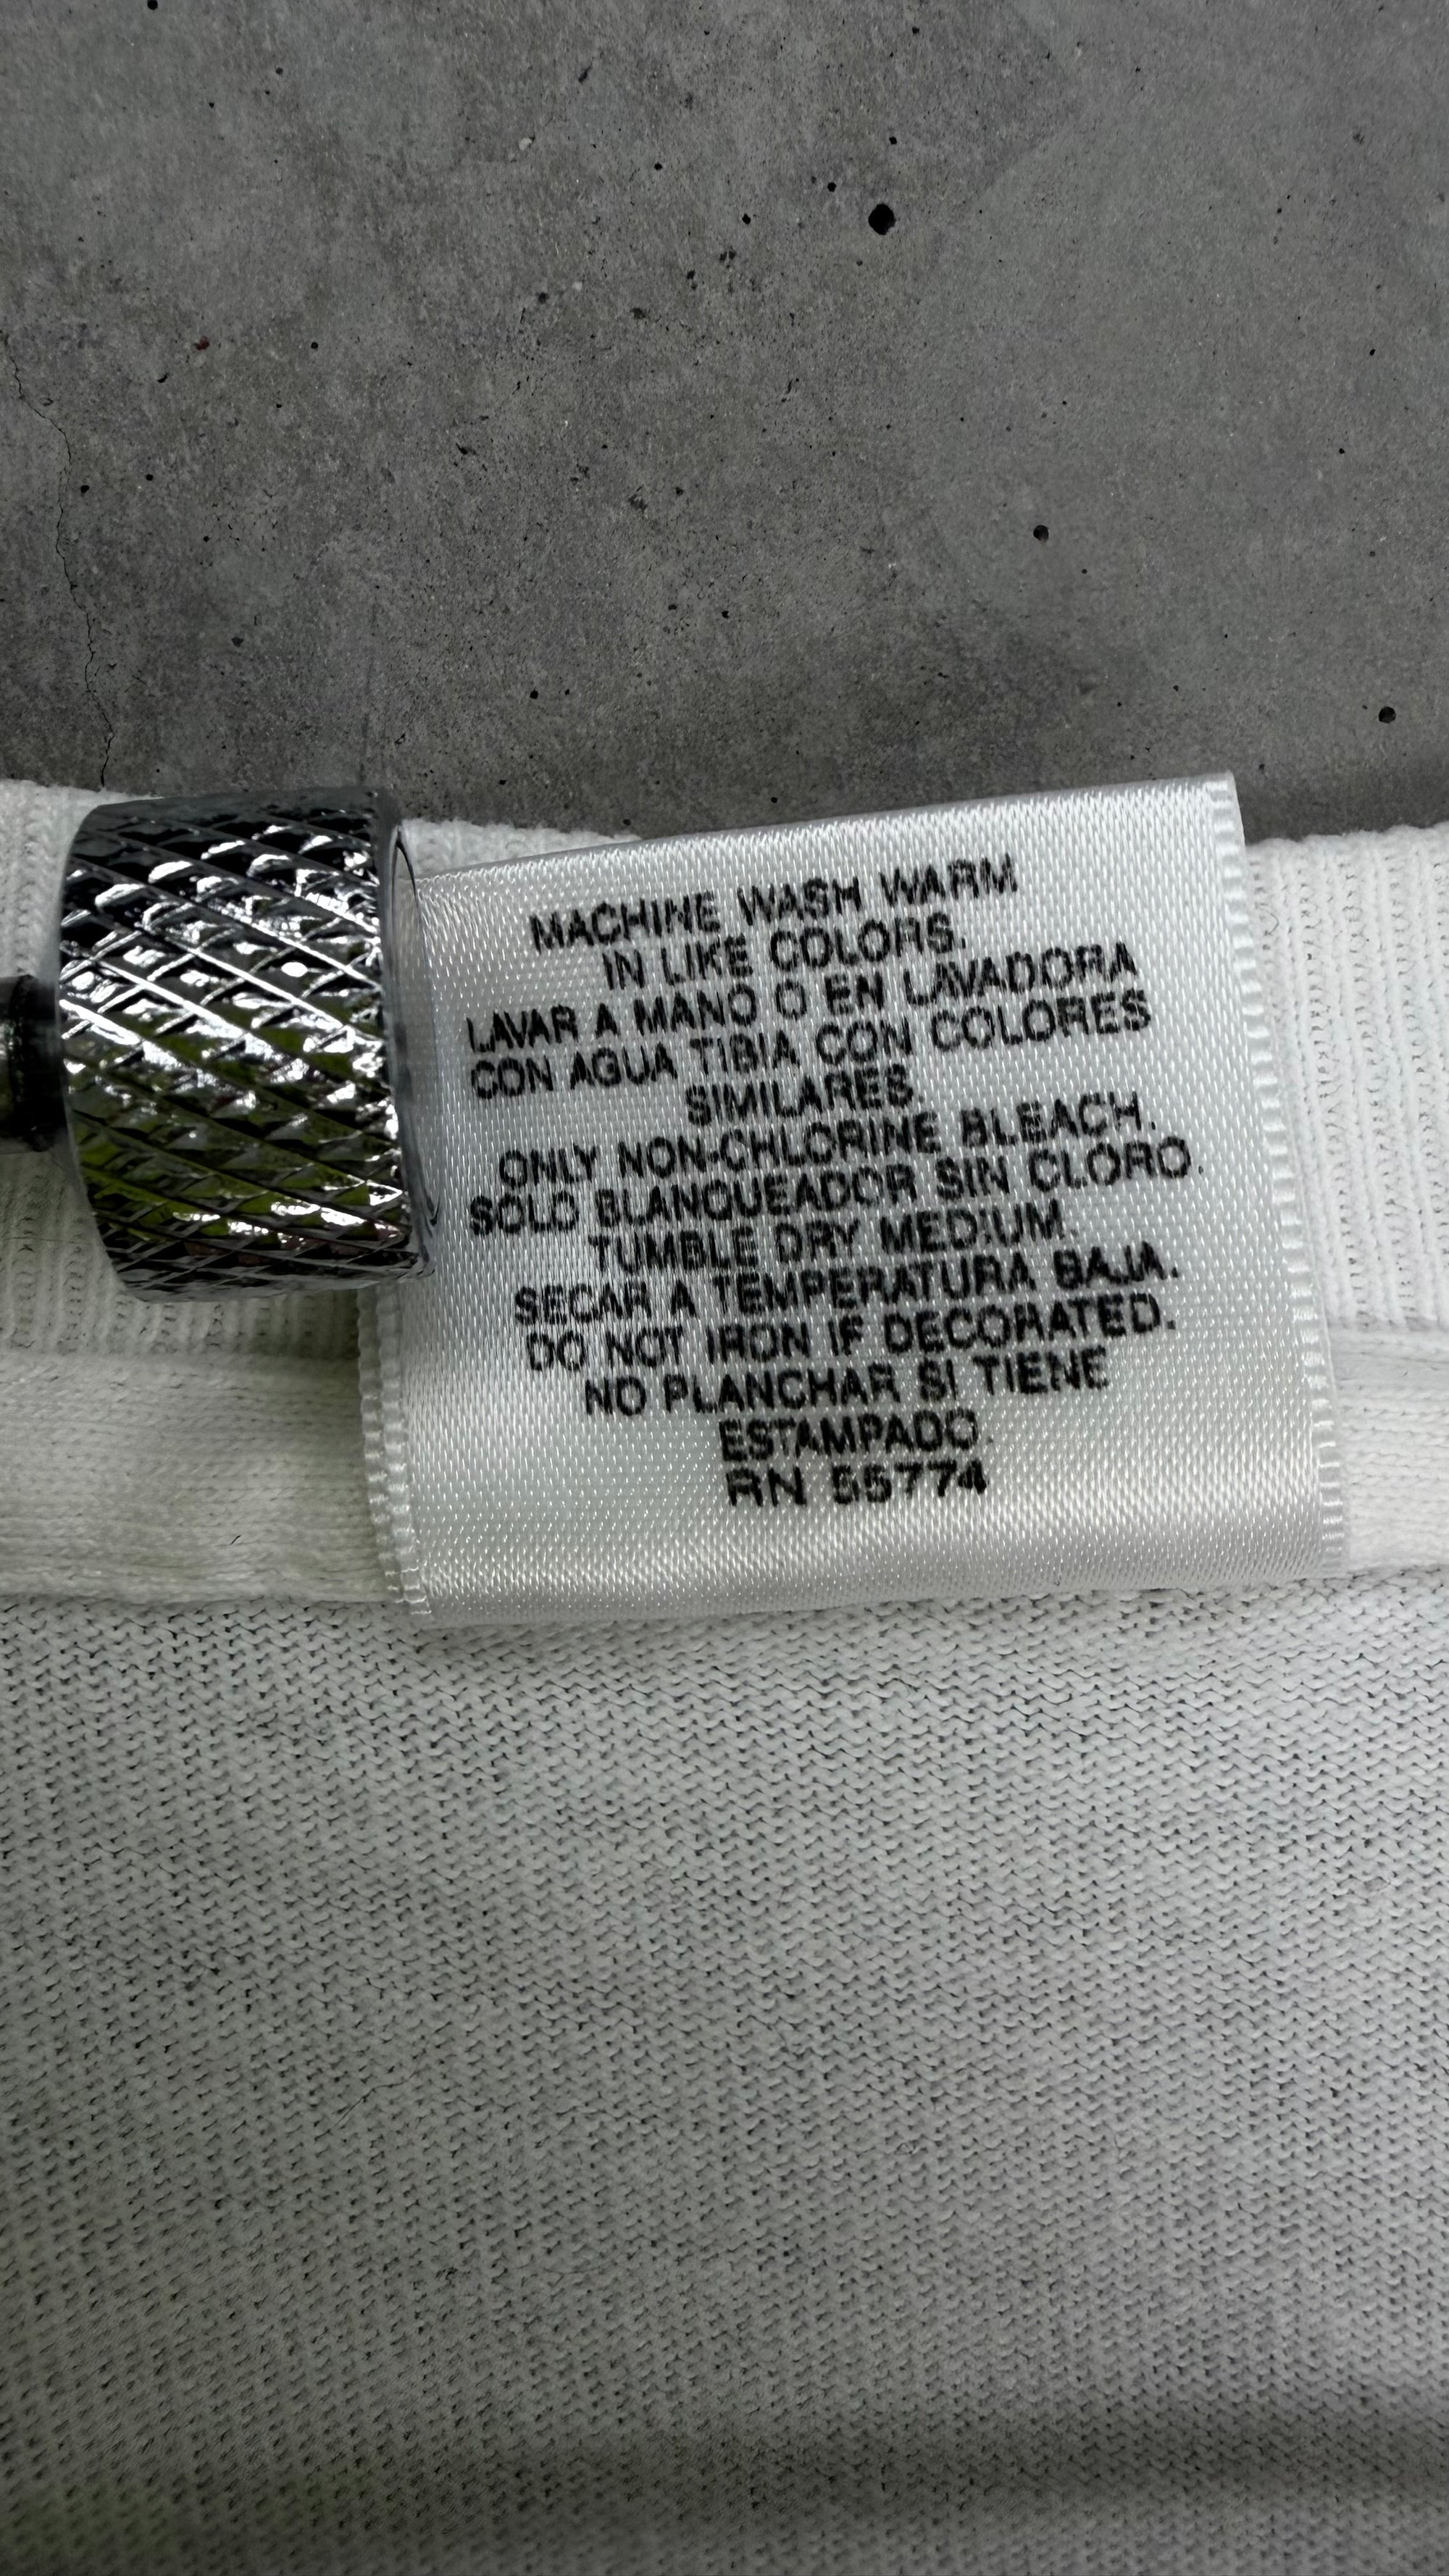 MACHINE WASH WARM
IN LIKE COLORS.
LAVAR A MANO O EN LAVADORA
CON AGUA TIBIA CON COLORES
SIMILARES.
ONLY NON-CHLORINE BLEACH.
SOLO BLANQUEADOR SIN CLORO.
TUMBLE DRY MEDIUM.
SECAR A TEMPERATURA BAJA.
DO NOT IRON IF DECORATED.
NO PLANCHAR SI TIENE
ESTAMPADO.
RN 55774